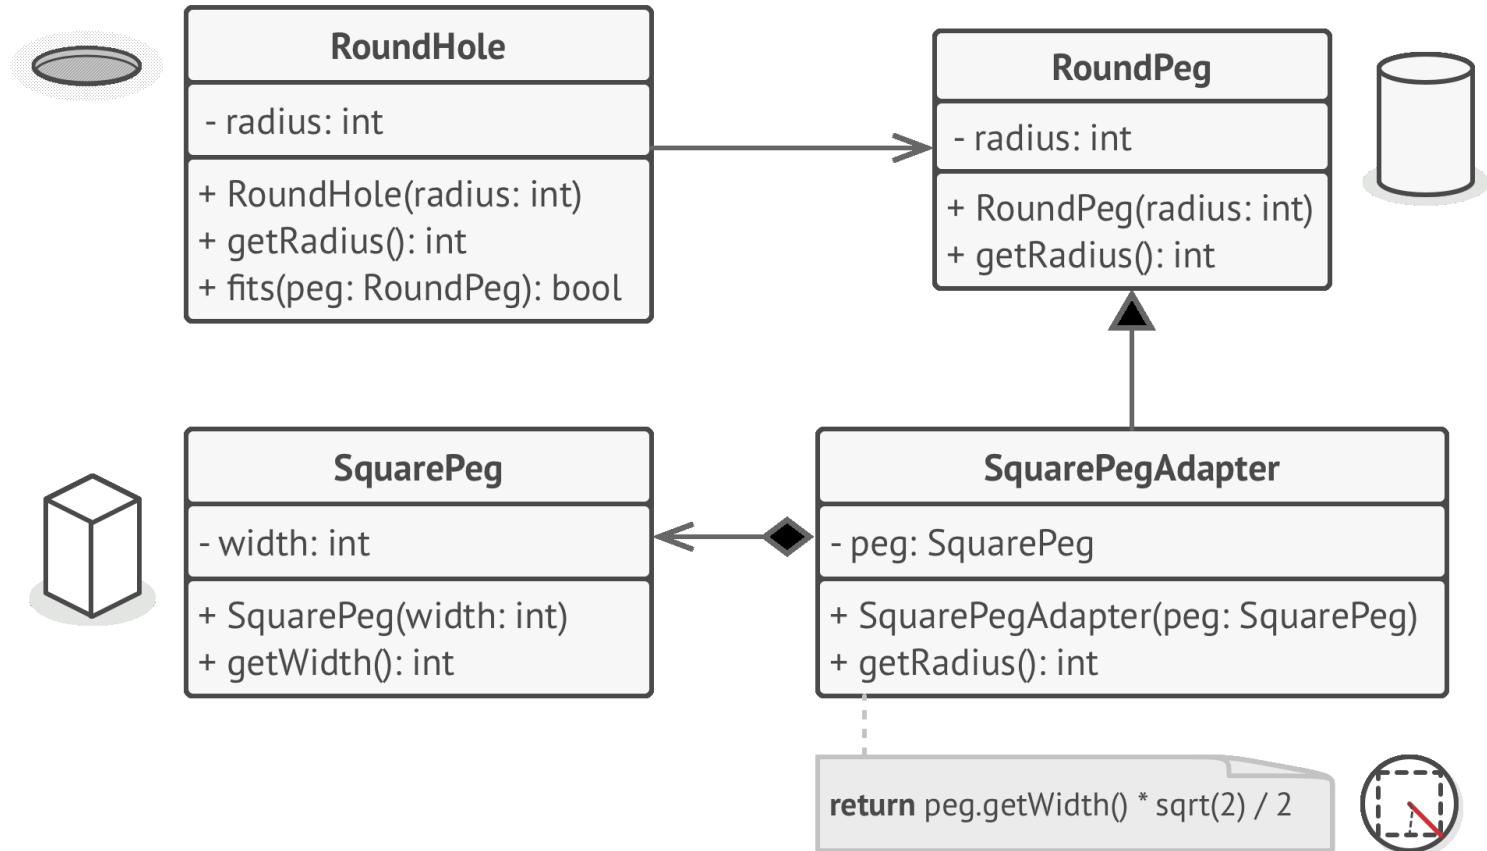 RoundHole
- radius: int
+ RoundHole(radius: int)
+ getRadius(): int
+ fits(peg: RoundPeg): bool
RoundPeg
- radius: int
+ RoundPeg(radius: int)
+ getRadius(): int
SquarePeg
- width: int
+ SquarePeg(width: int)
+ getWidth(): int
SquarePegAdapter
- peg: SquarePeg
+ SquarePegAdapter(peg: SquarePeg)
+ getRadius(): int
return peg.getWidth() * sqrt(2) / 2